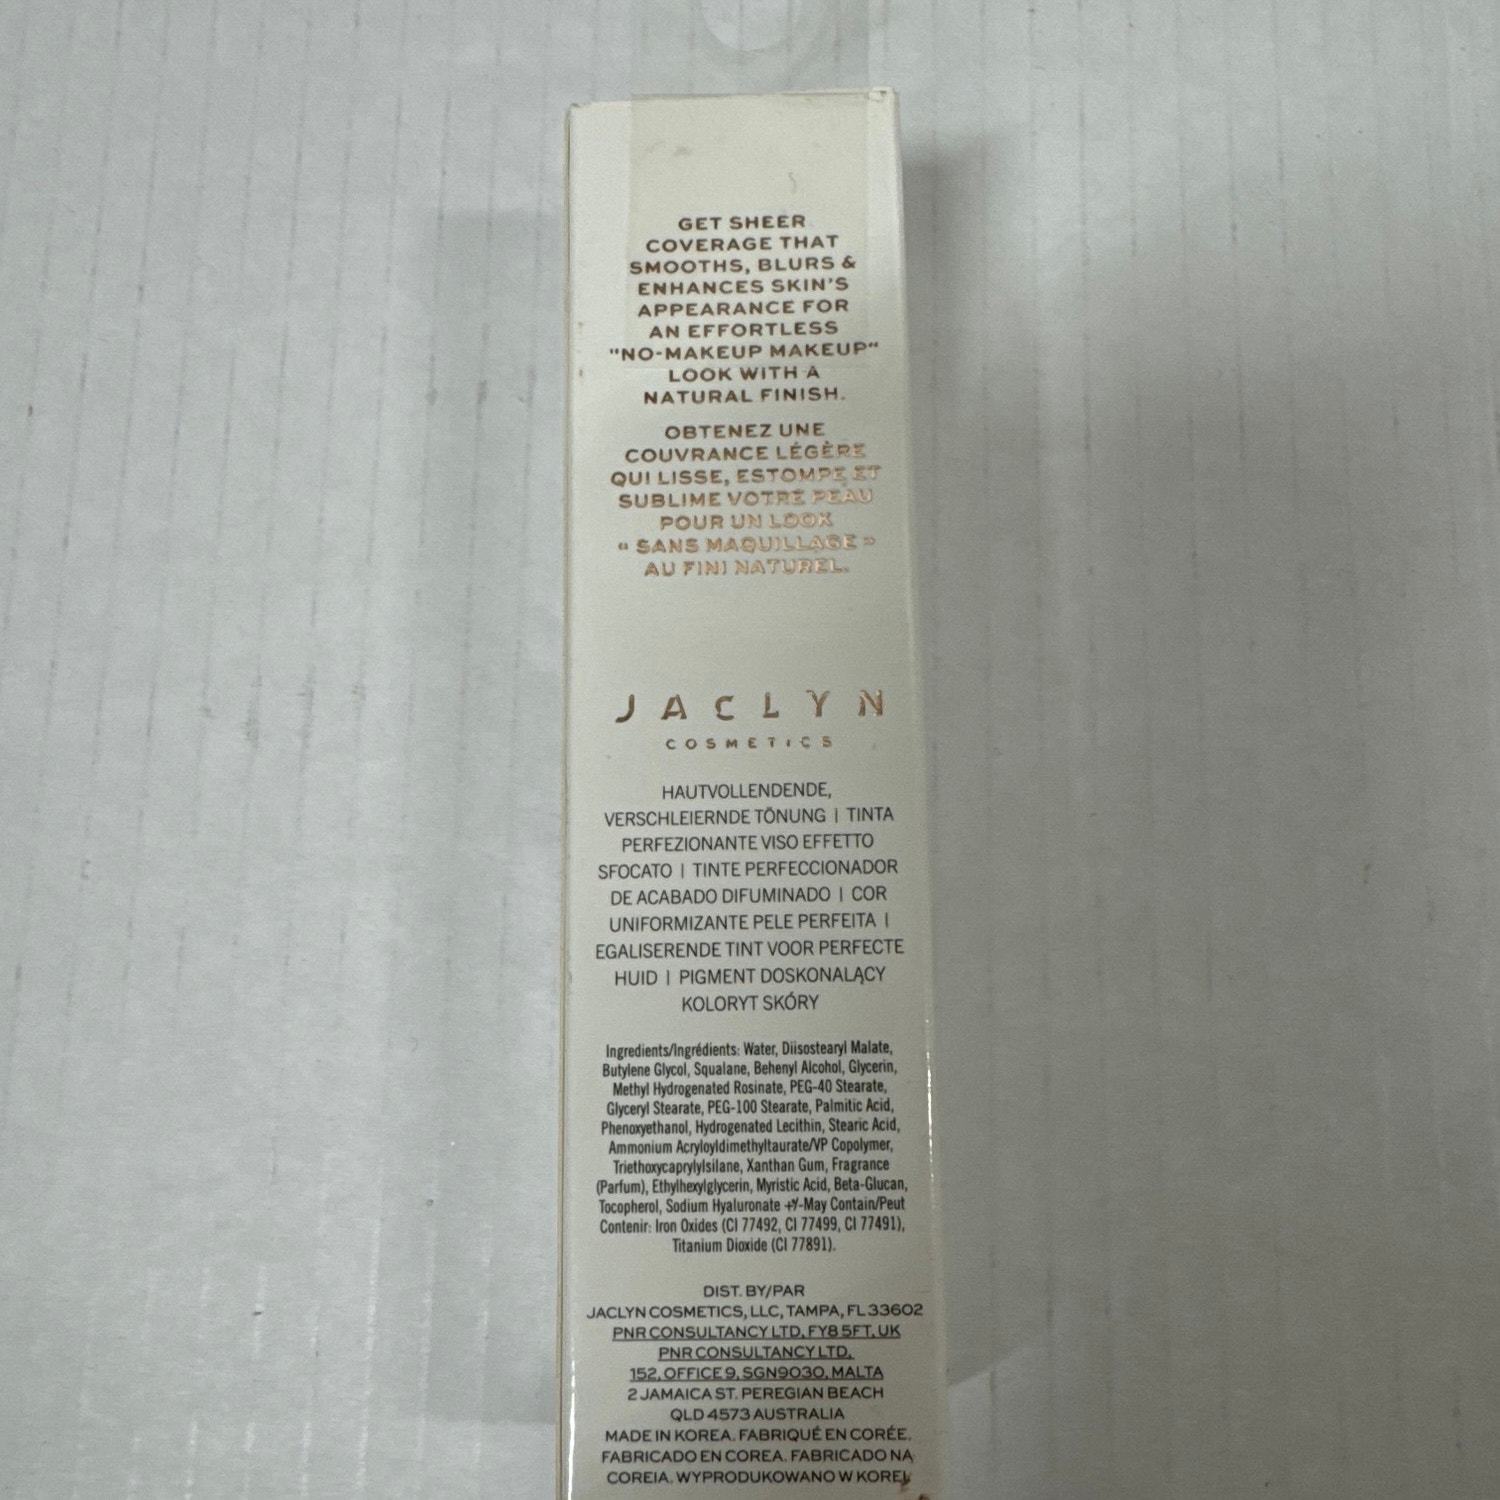 GET SHEER
COVERAGE THAT
SMOOTHS, BLURS &
ENHANCES SKIN'S
APPEARANCE FOR
AN EFFORTLESS
"NO-MAKEUP MAKEUP"
LOOK WITH A
NATURAL FINISH.
OBTENEZ UNE
COUVRANCE LÉGÈRE
QUI LISSE, ESTOMPE ET
SUBLIME VOTRE PEAU
POUR UN LOOK
« SANS MAQUILLAGE »
AU FINI NATUREL.
JACLYN
COSMETICS
HAUTVOLLENDENDE,
VERSCHLEIERNDE TÖNUNG | TINTA
PERFEZIONANTE VISO EFFETTO
SFOCATO | TINTE PERFECCIONADOR
DE ACABADO DIFUMINADO | COR
UNIFORMIZANTE PELE PERFEITA |
EGALISERENDE TINT VOOR PERFECTE
HUID | PIGMENT DOSKONALĄCY
KOLORYT SKÓRY
Ingredients/Ingrédients: Water, Diisostearyl Malate,
Butylene Glycol, Squalane, Behenyl Alcohol, Glycerin,
Methyl Hydrogenated Rosinate, PEG-40 Stearate,
Glyceryl Stearate, PEG-100 Stearate, Palmitic Acid,
Phenoxyethanol, Hydrogenated Lecithin, Stearic Acid,
Ammonium Acryloyldimethyltaurate/VP Copolymer,
Triethoxycaprylylsilane, Xanthan Gum, Fragrance
(Parfum), Ethylhexylglycerin, Myristic Acid, Beta-Glucan,
Tocopherol, Sodium Hyaluronate +/-May Contain/Peut
Contenir: Iron Oxides (CI 77492, CI 77499, CI 77491),
Titanium Dioxide (CI 77891).
DIST. BY/PAR
JACLYN COSMETICS, LLC, TAMPA, FL 33602
PNR CONSULTANCY LTD, FY8 5FT, UK
PNR CONSULTANCY LTD,
152, OFFICE 9, SGN9030, MALTA
2 JAMAICA ST. PEREGIAN BEACH
QLD 4573 AUSTRALIA
MADE IN KOREA. FABRIQUÉ EN CORÉE.
FABRICADO EN COREA. FABRICADO NA
COREIA. WYPRODUKOWANO W KOREI